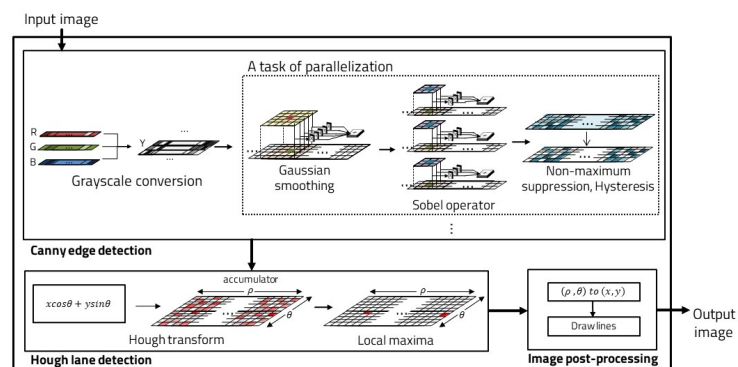 Input image
A task of parallelization
R
G
B
Y
...
...
Grayscale conversion
... ...
Gaussian
smoothing
Sobel operator
...
...
Non-maximum
suppression, Hysteresis
⋮
Canny edge detection
xcosθ + ysinθ
accumulator
ρ
θ
...
Hough transform
ρ
θ
...
Local maxima
Hough lane detection
(ρ,θ) to (x,y)
Draw lines
Image post-processing
Output
image